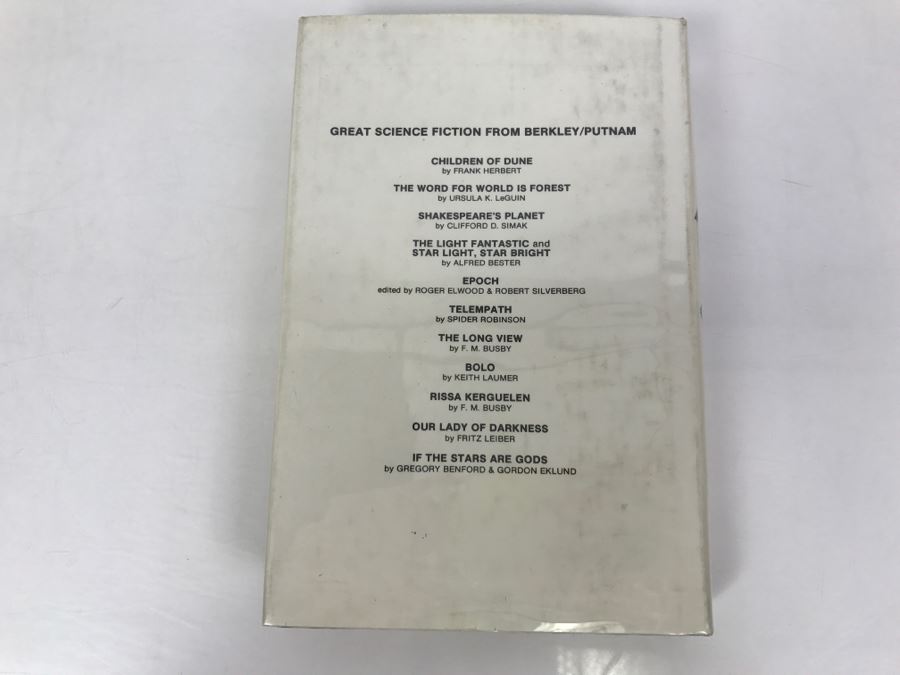 GREAT SCIENCE FICTION FROM BERKLEY/PUTNAM
CHILDREN OF DUNE
by FRANK HERBERT
THE WORD FOR WORLD IS FOREST
by URSULA K. LeGUIN
SHAKESPEARE'S PLANET
by CLIFFORD D. SIMAK
THE LIGHT FANTASTIC and
STAR LIGHT, STAR BRIGHT
by ALFRED BESTER
EPOCH
edited by ROGER ELWOOD & ROBERT SILVERBERG
TELEMPATH
by SPIDER ROBINSON
THE LONG VIEW
by F. M. BUSBY
BOLO
by KEITH LAUMER
RISSA KERGUELEN
by F. M. BUSBY
OUR LADY OF DARKNESS
by FRITZ LEIBER
IF THE STARS ARE GODS
by GREGORY BENFORD & GORDON EKLUND